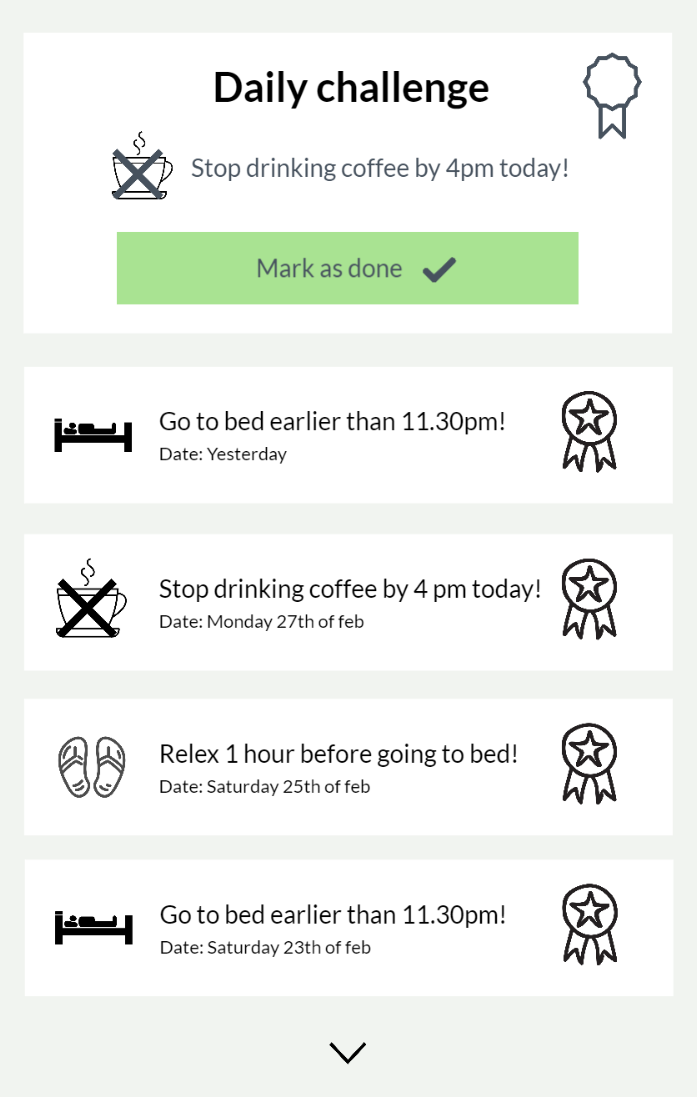 Daily challenge
Stop drinking coffee by 4pm today!
Mark as done
Go to bed earlier than 11.30pm!
Date: Yesterday
Stop drinking coffee by 4 pm today!
Date: Monday 27th of feb
Relex 1 hour before going to bed!
Date: Saturday 25th of feb
Go to bed earlier than 11.30pm!
Date: Saturday 23th of feb